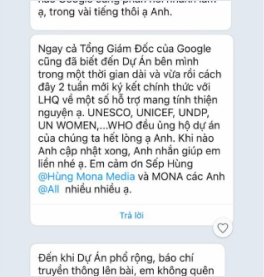 ạ, trong vài tiếng thôi ạ Anh.
Ngay cả Tổng Giám Đốc của Google
cũng đã biết đến Dự Án bên mình
trong một thời gian dài và vừa rồi cách
đây 2 tuần mới ký kết chính thức với
LHQ về một số hỗ trợ mang tính thiện
nguyện ạ. UNESCO, UNICEF, UNDP,
UN WOMEN,...WHO đều ủng hộ dự án
của chúng ta hết lòng ạ Anh. Khi nào
Anh cập nhật xong, Anh nhắn giúp em
liền nhé ạ. Em cảm ơn Sếp Hùng
@Hùng Mona Media và MONA các Anh
@All nhiều nhiều ạ.
Trả lời
Đến khi Dự Án phổ rộng, báo chí
truyền thông lên bài, em không quên